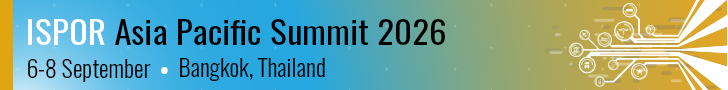 ISPOR Asia Pacific Summit 2026
6-8 September • Bangkok, Thailand